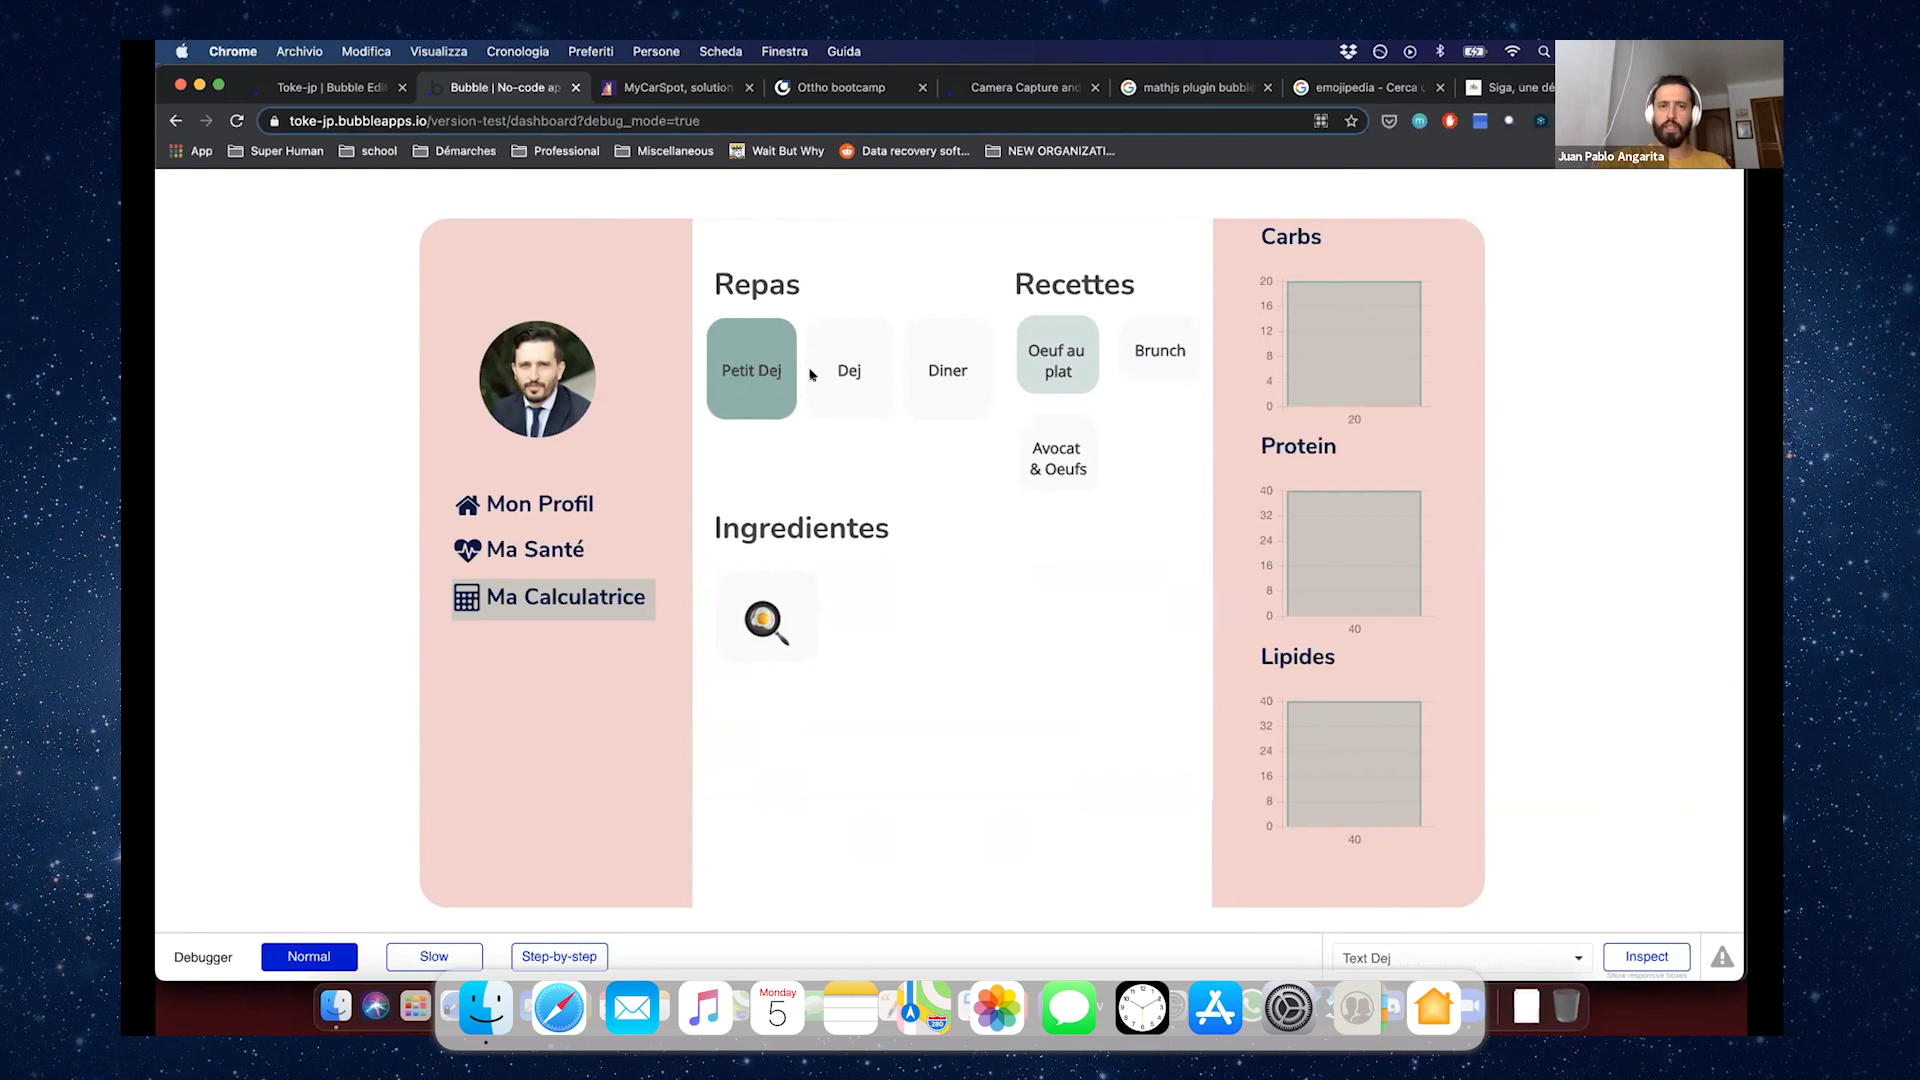 Chrome Archivio Modifica Visualizza Cronologia Preferiti Persone Scheda Finestra Guida
Toke-jp | Bubble Edit
Bubble | No-code ap
MyCarSpot, solution
Ottho bootcamp
Camera Capture and
mathjs plugin bubble
emojipedia - Cerca
Siga, une dé
toke-jp.bubbleapps.io/version-test/dashboard?debug_mode=true
App Super Human school Démarches Professional Miscellaneous Wait But Why Data recovery soft... NEW ORGANIZATI...
Juan Pablo Angarita
Mon Profil
Ma Santé
Ma Calculatrice
Repas
Petit Dej
Dej
Diner
Recettes
Oeuf au
plat
Brunch
Avocat
& Oeufs
Ingredientes
Carbs
20
16
12
8
4
0
20
Protein
40
32
24
16
8
0
40
Lipides
40
32
24
16
8
0
40
Debugger
Normal
Slow
Step-by-step
Text Dej
Inspect
Show responsive boxes
Monday
5
280